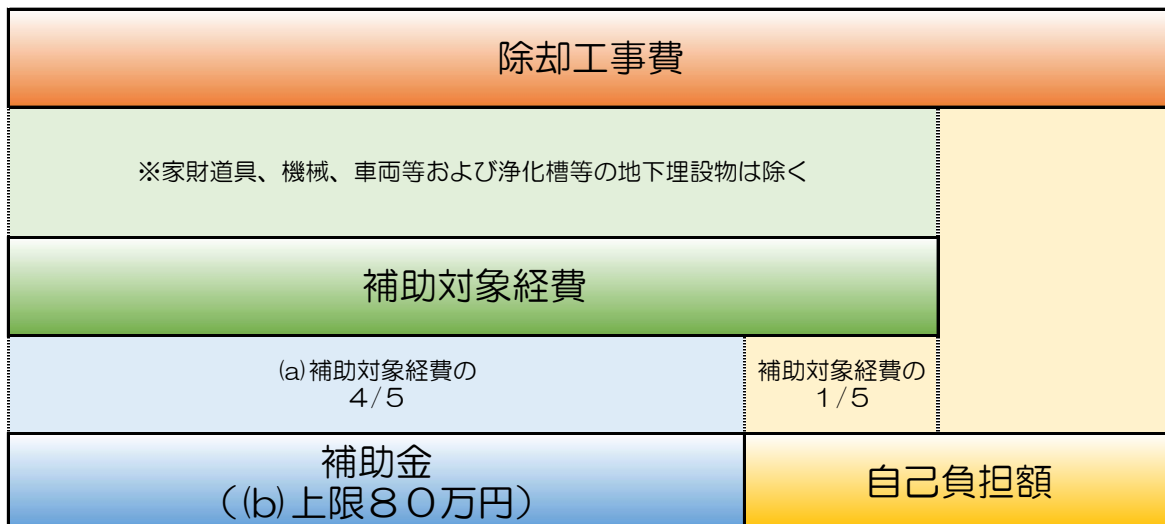 除却工事費
※家財道具、機械、車両等および浄化槽等の地下埋設物は除く
補助対象経費
(a)補助対象経費の
４/５
補助対象経費の
１/５
補助金
（(b)上限８０万円）
自己負担額